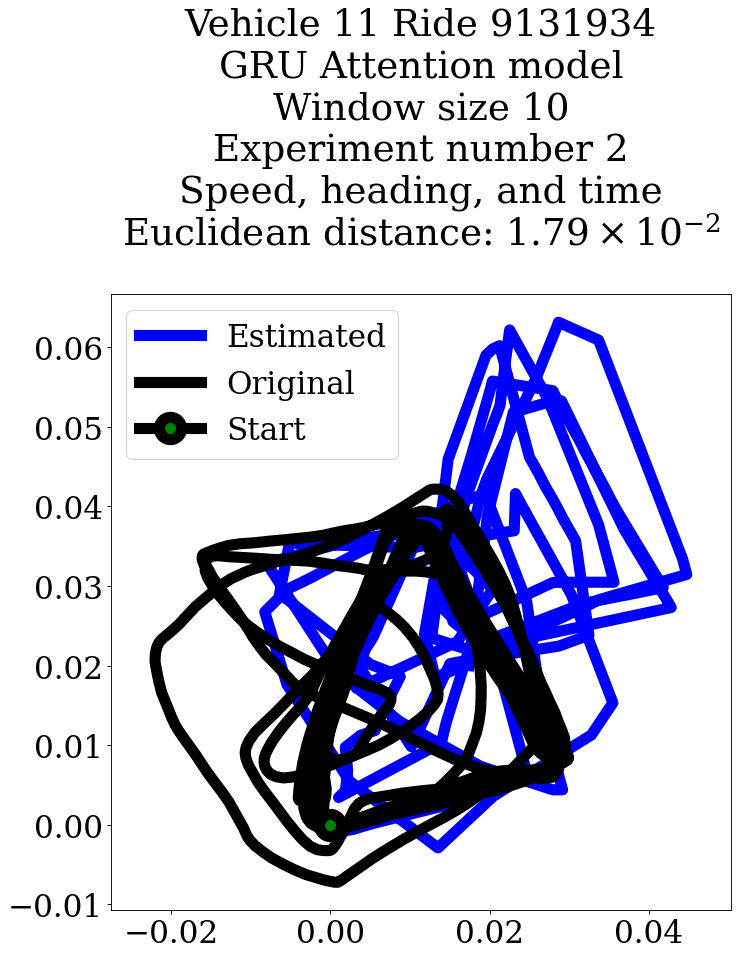 Vehicle 11 Ride 9131934
GRU Attention model
Window size 10
Experiment number 2
Speed, heading, and time
Euclidean distance: 1.79 × 10⁻²
Estimated
Original
Start
0.06
0.05
0.04
0.03
0.02
0.01
0.00
−0.01
−0.02 0.00 0.02 0.04